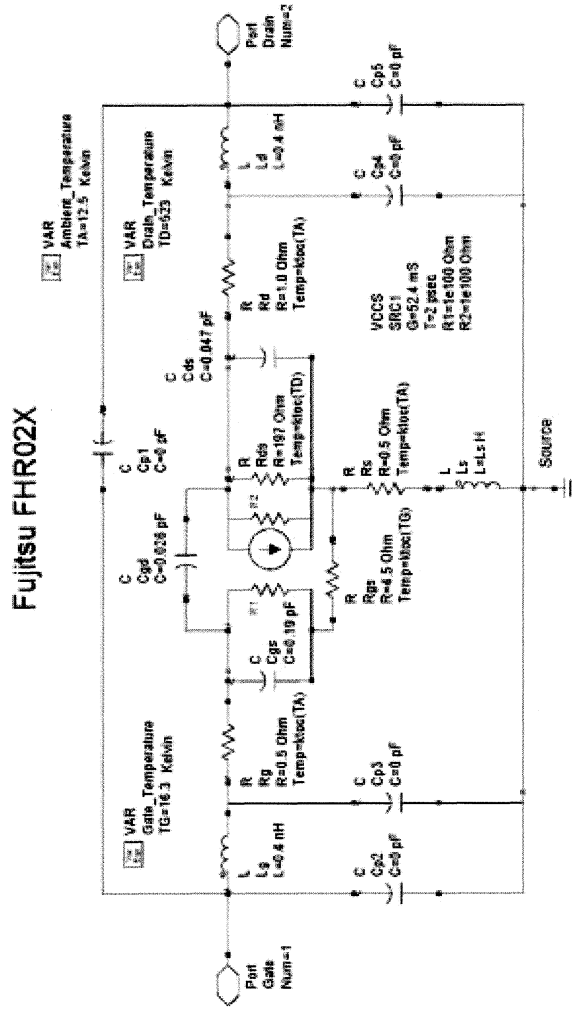 Fujitsu FHR02X
VAR
Ambient_Temperature
TA=12.5 Kelvin
VAR
Drain_Temperature
TD=523 Kelvin
VAR
Gate_Temperature
TG=16.3 Kelvin
C
Cp1
C=0 pF
C
Cgd
C=0.026 pF
C
Cds
C=0.047 pF
Port
Gate
Num=1
L
Lg
L=0.4 nH
R
Rg
R=0.5 Ohm
Temp=ktoc(TA)
C
Cgs
C=0.19 pF
R1
R2
R
Rds
R=197 Ohm
Temp=ktoc(TD)
R
Rd
R=1.0 Ohm
Temp=ktoc(TA)
L
Ld
L=0.4 nH
Port
Drain
Num=2
C
Cp2
C=0 pF
C
Cp3
C=0 pF
R
Rgs
R=4.5 Ohm
Temp=ktoc(TG)
R
Rs
R=0.5 Ohm
Temp=ktoc(TA)
L
Ls
L=Ls H
VCCS
SRC1
G=52.4 mS
T=2 psec
R1=1e100 Ohm
R2=1e100 Ohm
C
Cp4
C=0 pF
C
Cp5
C=0 pF
Source